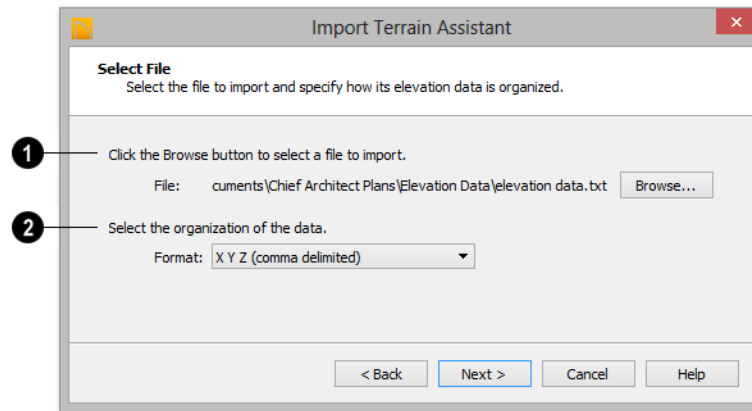 Import Terrain Assistant
Select File
Select the file to import and specify how its elevation data is organized.
1 Click the Browse button to select a file to import.
File: cuments\Chief Architect Plans\Elevation Data\elevation data.txt Browse...
2 Select the organization of the data.
Format: X Y Z (comma delimited)
< Back Next > Cancel Help